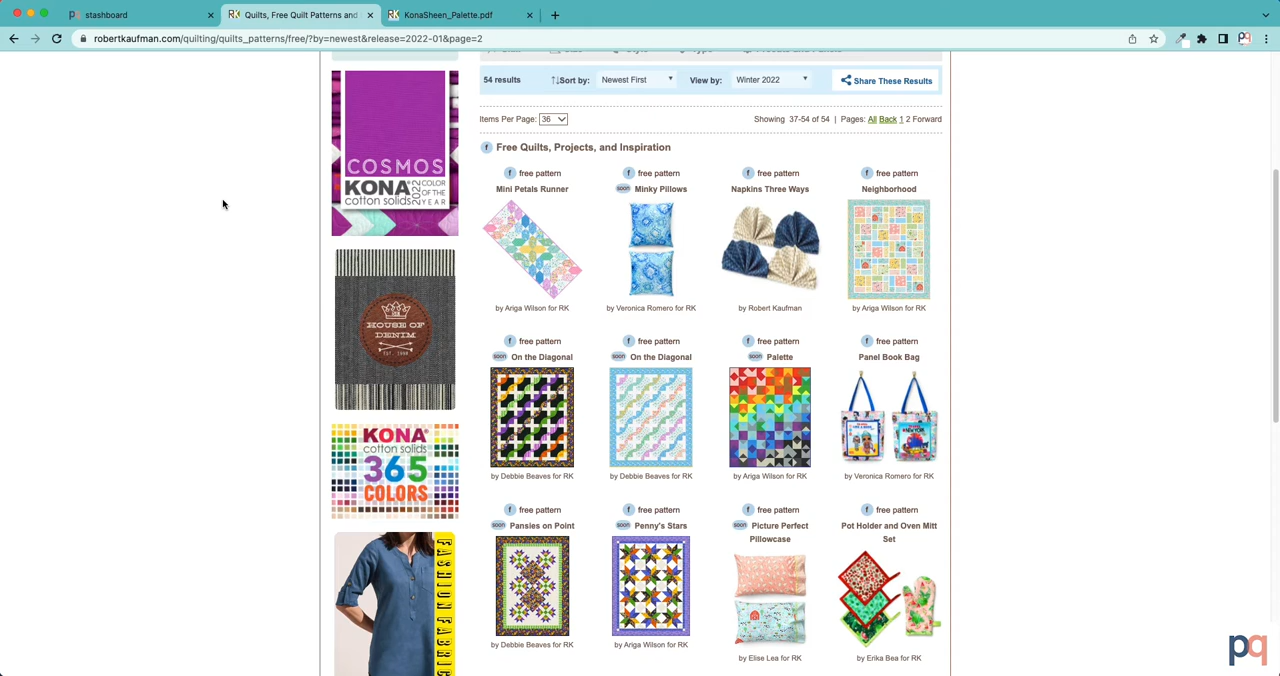 stashboard
Quilts, Free Quilt Patterns and
KonaSheen_Palette.pdf
robertkaufman.com/quilting/quilts_patterns/free/?by=newest&release=2022-01&page=2
54 results
Sort by:
Newest First
View by:
Winter 2022
Share These Results
Items Per Page:
36
Showing 37-54 of 54 | Pages: All Back 1 2 Forward
f Free Quilts, Projects, and Inspiration
f free pattern
Mini Petals Runner
by Ariga Wilson for RK
f free pattern
soon Minky Pillows
by Veronica Romero for RK
f free pattern
Napkins Three Ways
by Robert Kaufman
f free pattern
Neighborhood
by Ariga Wilson for RK
f free pattern
soon On the Diagonal
by Debbie Beaves for RK
f free pattern
soon On the Diagonal
by Debbie Beaves for RK
f free pattern
soon Palette
by Ariga Wilson for RK
f free pattern
Panel Book Bag
by Veronica Romero for RK
f free pattern
soon Pansies on Point
by Debbie Beaves for RK
f free pattern
soon Penny's Stars
by Ariga Wilson for RK
f free pattern
soon Picture Perfect
Pillowcase
by Elise Lea for RK
f free pattern
Pot Holder and Oven Mitt
Set
by Erika Bea for RK
COSMOS
KONA®
cotton solids
2022 COLOR OF THE YEAR
HOUSE OF
DENIM
KONA®
cotton solids
365
COLORS
FASHION FABRIC
pq